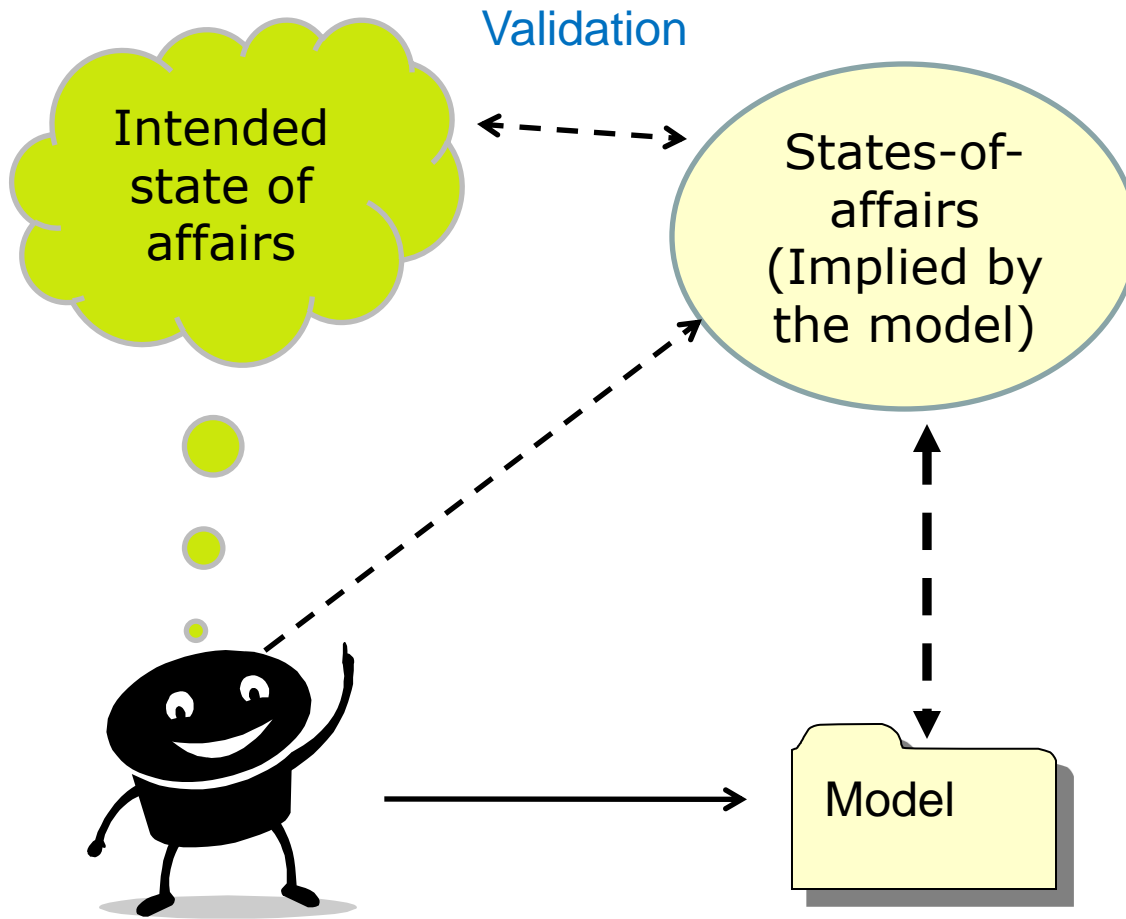 Validation
Intended
state of
affairs
States-of-
affairs
(Implied by
the model)
Model